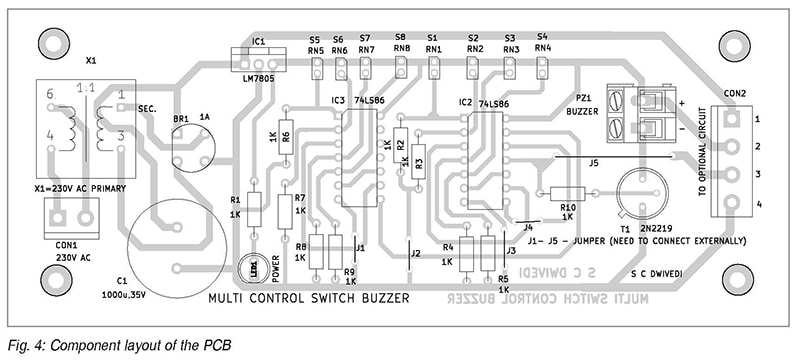 S5 S6 S7 S8 S1 S2 S3 S4
RN5 RN6 RN7 RN8 RN1 RN2 RN3 RN4
X1
IC1
LM7805
1:1
6
1
SEC.
4
3
BR1 1A
X1=230V AC PRIMARY
CON1
230V AC
C1
1000u,35V
IC3 74LS86
IC2 74LS86
R6
1K
R1
1K
R7
1K
R2
1K
R3
1K
R8
1K
R9
1K
J1
J2
R4
1K
R5
1K
J3
J4
J5
R10
1K
LED1
POWER
PZ1
BUZZER
+
-
CON2
1
2
3
4
TO OPTIONAL CIRCUIT
T1 2N2219
J1- J5 - JUMPER (NEED TO CONNECT EXTERNALLY)
S C DWIVEDI
S C DWIVEDI
MULTI SWITCH CONTROL BUZZER
MULTI CONTROL SWITCH BUZZER
Fig. 4: Component layout of the PCB